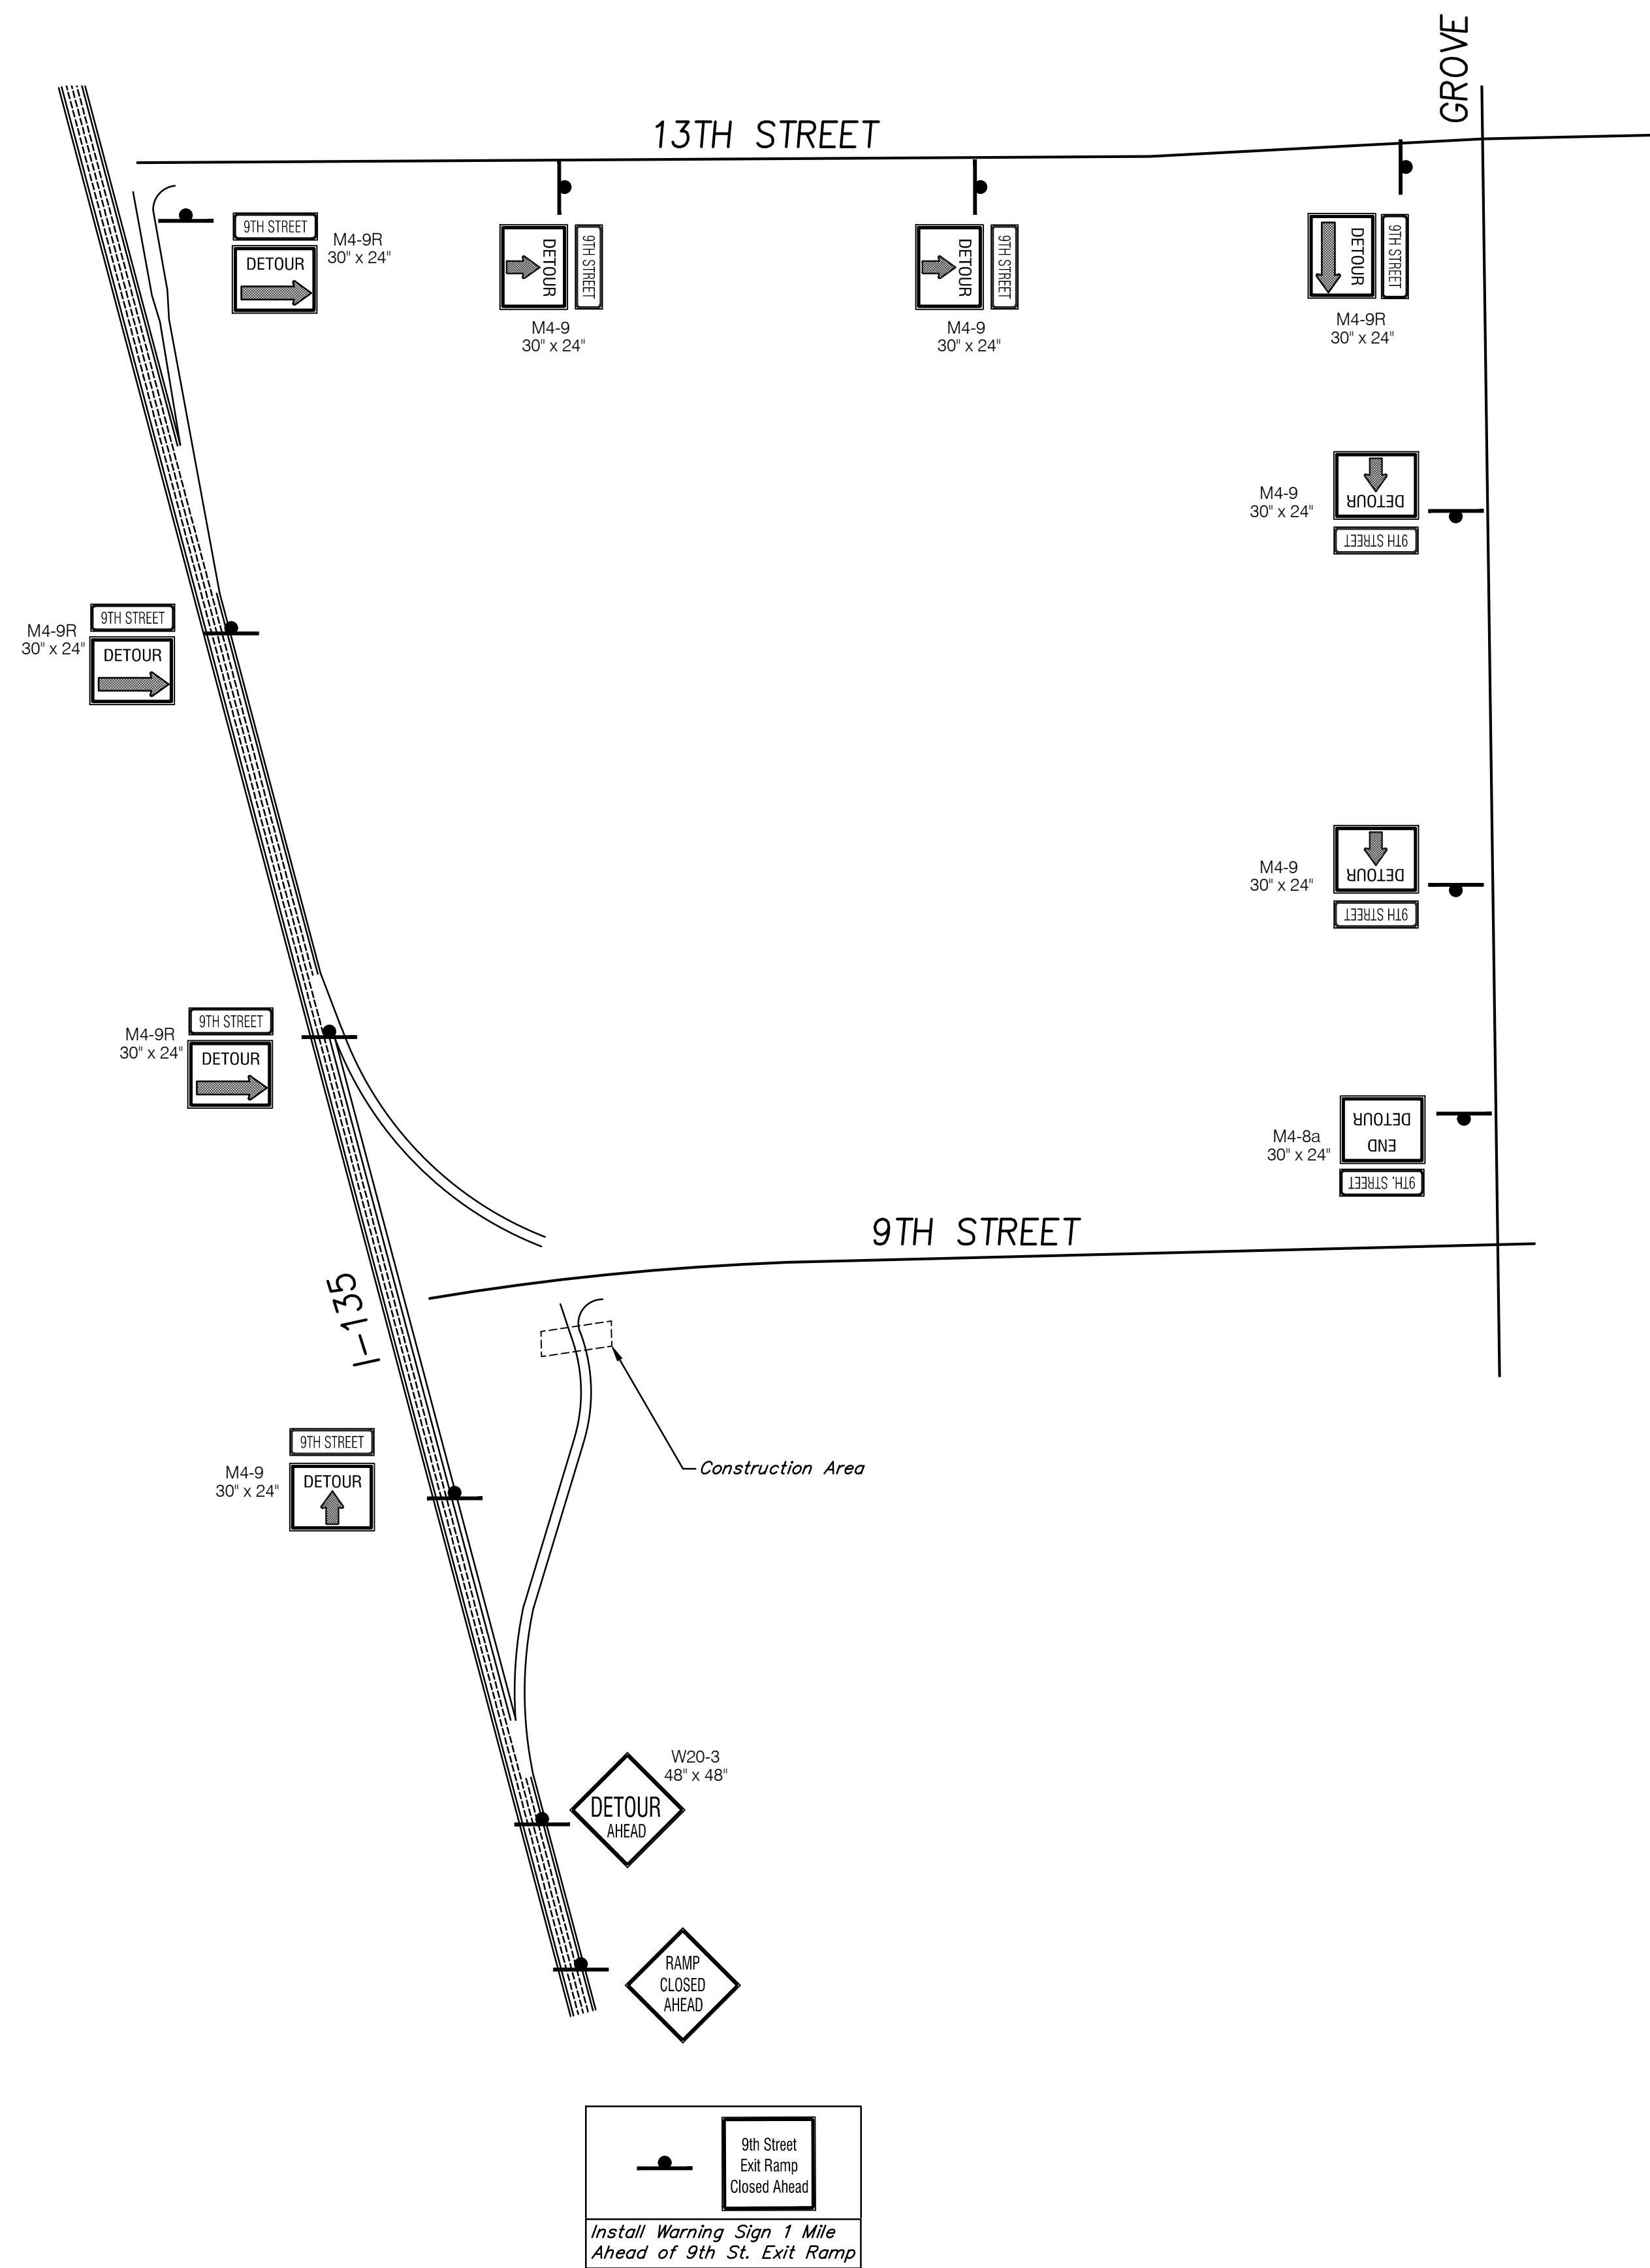 GROVE
13TH STREET
9TH STREET
DETOUR
M4-9R
30" x 24"
9TH STREET
DETOUR
M4-9
30" x 24"
9TH STREET
DETOUR
M4-9
30" x 24"
9TH STREET
DETOUR
M4-9R
30" x 24"
M4-9
30" x 24"
DETOUR
9TH STREET
9TH STREET
M4-9R
30" x 24"
DETOUR
M4-9
30" x 24"
DETOUR
9TH STREET
9TH STREET
M4-9R
30" x 24"
DETOUR
M4-8a
30" x 24"
END
DETOUR
9TH. STREET
9TH STREET
I-135
9TH STREET
M4-9
30" x 24"
DETOUR
Construction Area
W20-3
48" x 48"
DETOUR
AHEAD
RAMP
CLOSED
AHEAD
9th Street
Exit Ramp
Closed Ahead
Install Warning Sign 1 Mile
Ahead of 9th St. Exit Ramp